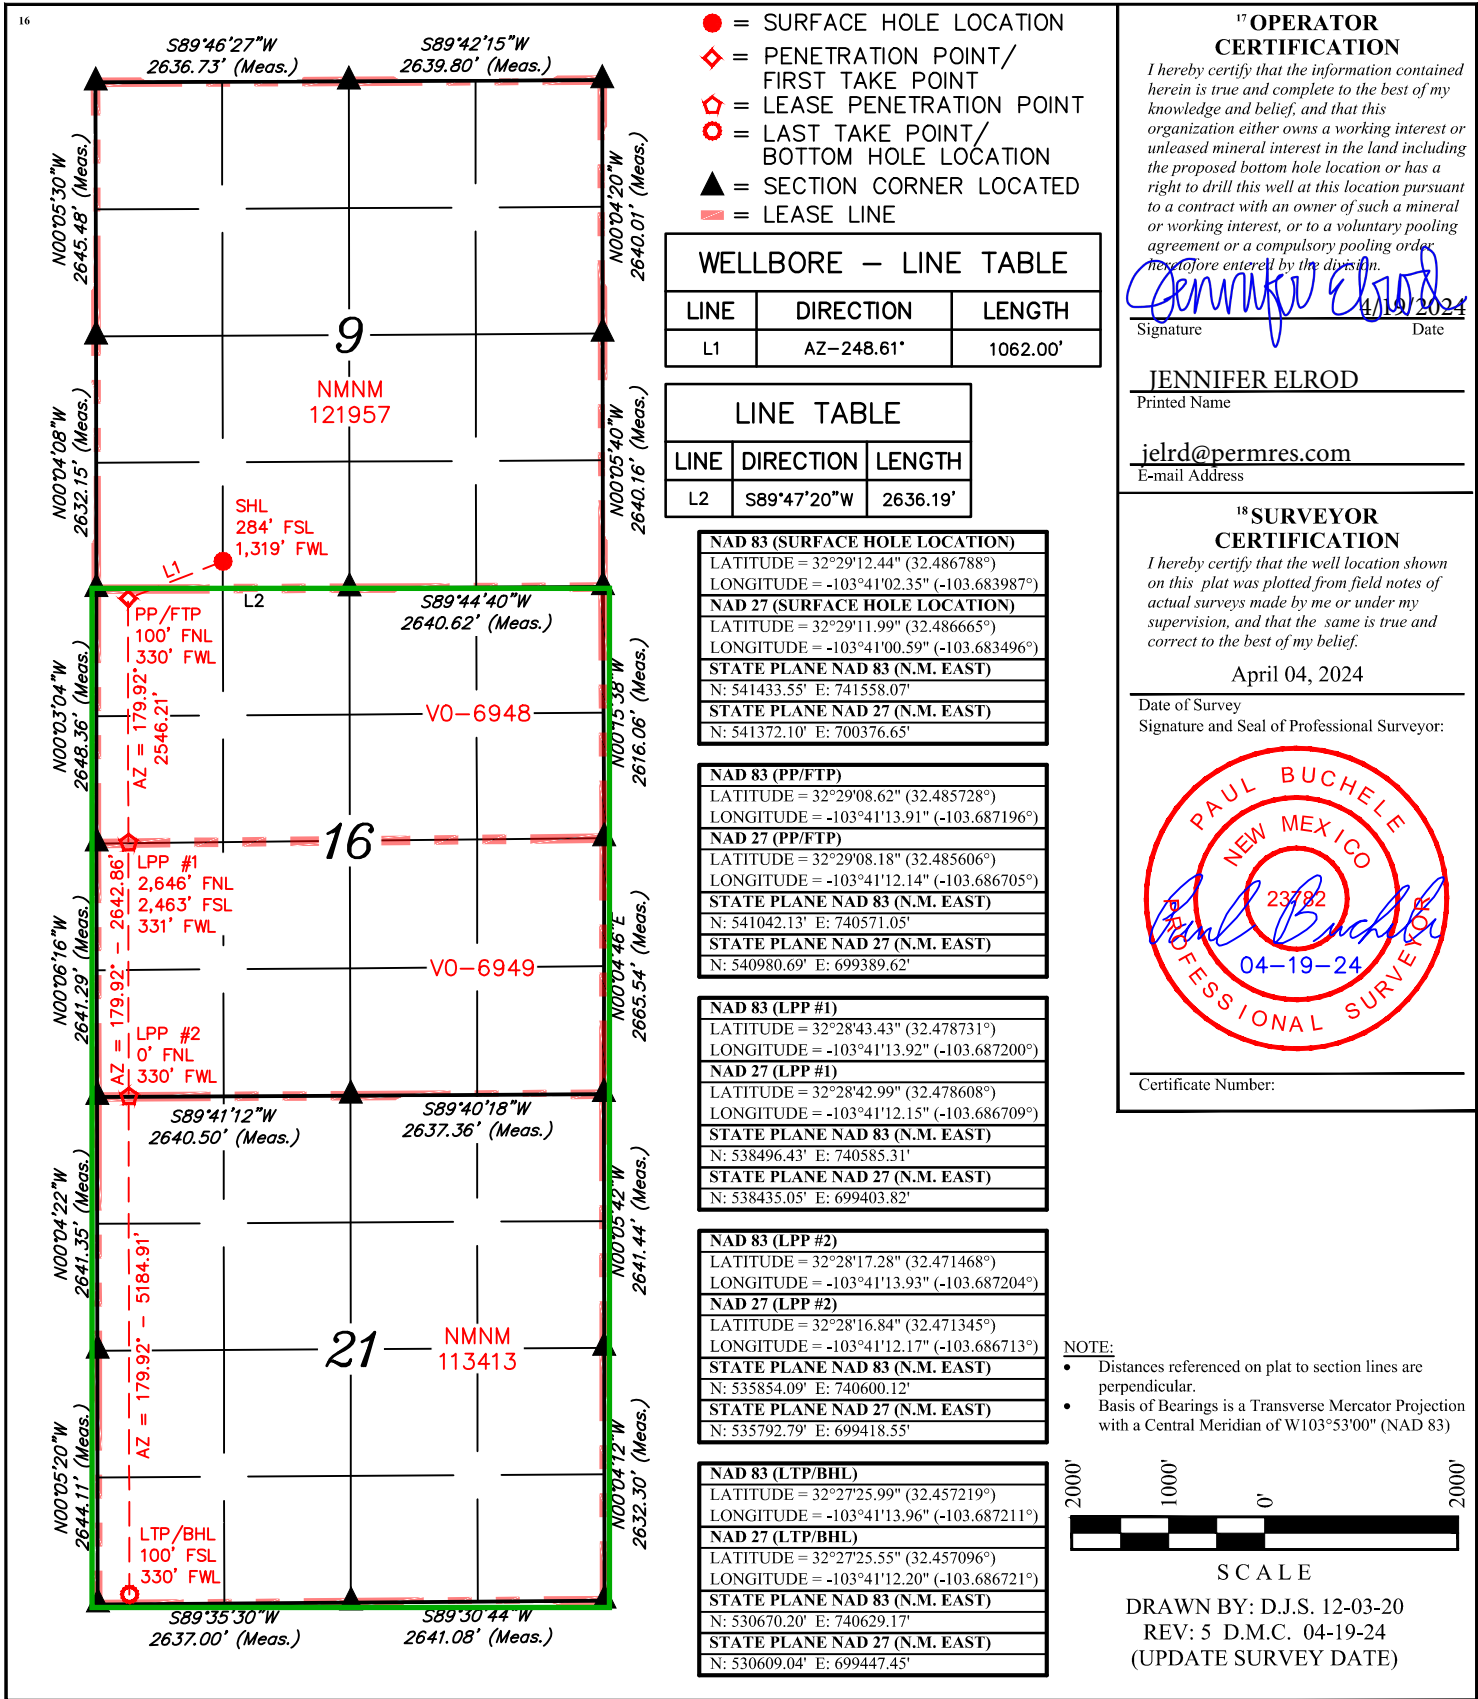 16
S89°46'27"W
2636.73' (Meas.)
S89°42'15"W
2639.80' (Meas.)
N00°05'30"W
2645.48' (Meas.)
N00°04'20"W
2640.01' (Meas.)
9
NMNM
121957
N00°04'08"W
2632.15' (Meas.)
N00°05'40"W
2640.16' (Meas.)
SHL
284' FSL
1,319' FWL
L1
L2
S89°44'40"W
2640.62' (Meas.)
PP/FTP
100' FNL
330' FWL
N00°03'04"W
2648.36' (Meas.)
AZ = 179.92°
2546.21'
VO-6948
N00°15'38"W
2616.06' (Meas.)
16
LPP #1
2,646' FNL
2,463' FSL
331' FWL
N00°06'16"W
2641.29' (Meas.)
AZ = 179.92° - 2642.86'
VO-6949
N00°04'46"E
2665.54' (Meas.)
LPP #2
0' FNL
330' FWL
S89°41'12"W
2640.50' (Meas.)
S89°40'18"W
2637.36' (Meas.)
N00°04'22"W
2641.35' (Meas.)
N00°05'42"W
2641.44' (Meas.)
AZ = 179.92° - 5184.91'
21
NMNM
113413
N00°05'20"W
2644.11' (Meas.)
N00°04'12"W
2632.30' (Meas.)
LTP/BHL
100' FSL
330' FWL
S89°35'30"W
2637.00' (Meas.)
S89°30'44"W
2641.08' (Meas.)
= SURFACE HOLE LOCATION
= PENETRATION POINT/
FIRST TAKE POINT
= LEASE PENETRATION POINT
= LAST TAKE POINT/
BOTTOM HOLE LOCATION
= SECTION CORNER LOCATED
= LEASE LINE
WELLBORE - LINE TABLE
LINE DIRECTION LENGTH
L1 AZ-248.61° 1062.00'
LINE TABLE
LINE DIRECTION LENGTH
L2 S89°47'20"W 2636.19'
NAD 83 (SURFACE HOLE LOCATION)
LATITUDE = 32°29'12.44" (32.486788°)
LONGITUDE = -103°41'02.35" (-103.683987°)
NAD 27 (SURFACE HOLE LOCATION)
LATITUDE = 32°29'11.99" (32.486665°)
LONGITUDE = -103°41'00.59" (-103.683496°)
STATE PLANE NAD 83 (N.M. EAST)
N: 541433.55' E: 741558.07'
STATE PLANE NAD 27 (N.M. EAST)
N: 541372.10' E: 700376.65'
NAD 83 (PP/FTP)
LATITUDE = 32°29'08.62" (32.485728°)
LONGITUDE = -103°41'13.91" (-103.687196°)
NAD 27 (PP/FTP)
LATITUDE = 32°29'08.18" (32.485606°)
LONGITUDE = -103°41'12.14" (-103.686705°)
STATE PLANE NAD 83 (N.M. EAST)
N: 541042.13' E: 740571.05'
STATE PLANE NAD 27 (N.M. EAST)
N: 540980.69' E: 699389.62'
NAD 83 (LPP #1)
LATITUDE = 32°28'43.43" (32.478731°)
LONGITUDE = -103°41'13.92" (-103.687200°)
NAD 27 (LPP #1)
LATITUDE = 32°28'42.99" (32.478608°)
LONGITUDE = -103°41'12.15" (-103.686709°)
STATE PLANE NAD 83 (N.M. EAST)
N: 538496.43' E: 740585.31'
STATE PLANE NAD 27 (N.M. EAST)
N: 538435.05' E: 699403.82'
NAD 83 (LPP #2)
LATITUDE = 32°28'17.28" (32.471468°)
LONGITUDE = -103°41'13.93" (-103.687204°)
NAD 27 (LPP #2)
LATITUDE = 32°28'16.84" (32.471345°)
LONGITUDE = -103°41'12.17" (-103.686713°)
STATE PLANE NAD 83 (N.M. EAST)
N: 535854.09' E: 740600.12'
STATE PLANE NAD 27 (N.M. EAST)
N: 535792.79' E: 699418.55'
NAD 83 (LTP/BHL)
LATITUDE = 32°27'25.99" (32.457219°)
LONGITUDE = -103°41'13.96" (-103.687211°)
NAD 27 (LTP/BHL)
LATITUDE = 32°27'25.55" (32.457096°)
LONGITUDE = -103°41'12.20" (-103.686721°)
STATE PLANE NAD 83 (N.M. EAST)
N: 530670.20' E: 740629.17'
STATE PLANE NAD 27 (N.M. EAST)
N: 530609.04' E: 699447.45'
17 OPERATOR
CERTIFICATION
I hereby certify that the information contained
herein is true and complete to the best of my
knowledge and belief, and that this
organization either owns a working interest or
unleased mineral interest in the land including
the proposed bottom hole location or has a
right to drill this well at this location pursuant
to a contract with an owner of such a mineral
or working interest, or to a voluntary pooling
agreement or a compulsory pooling order
heretofore entered by the division.
Jennifer Elrod
4/19/2024
Signature Date
JENNIFER ELROD
Printed Name
jelrd@permres.com
E-mail Address
18 SURVEYOR
CERTIFICATION
I hereby certify that the well location shown
on this plat was plotted from field notes of
actual surveys made by me or under my
supervision, and that the same is true and
correct to the best of my belief.
April 04, 2024
Date of Survey
Signature and Seal of Professional Surveyor:
PAUL BUCHELE
NEW MEXICO
23782
Paul Buchele
04-19-24
PROFESSIONAL SURVEYOR
Certificate Number:
NOTE:
• Distances referenced on plat to section lines are
perpendicular.
• Basis of Bearings is a Transverse Mercator Projection
with a Central Meridian of W103°53'00" (NAD 83)
2000' 1000' 0' 2000'
SCALE
DRAWN BY: D.J.S. 12-03-20
REV: 5 D.M.C. 04-19-24
(UPDATE SURVEY DATE)